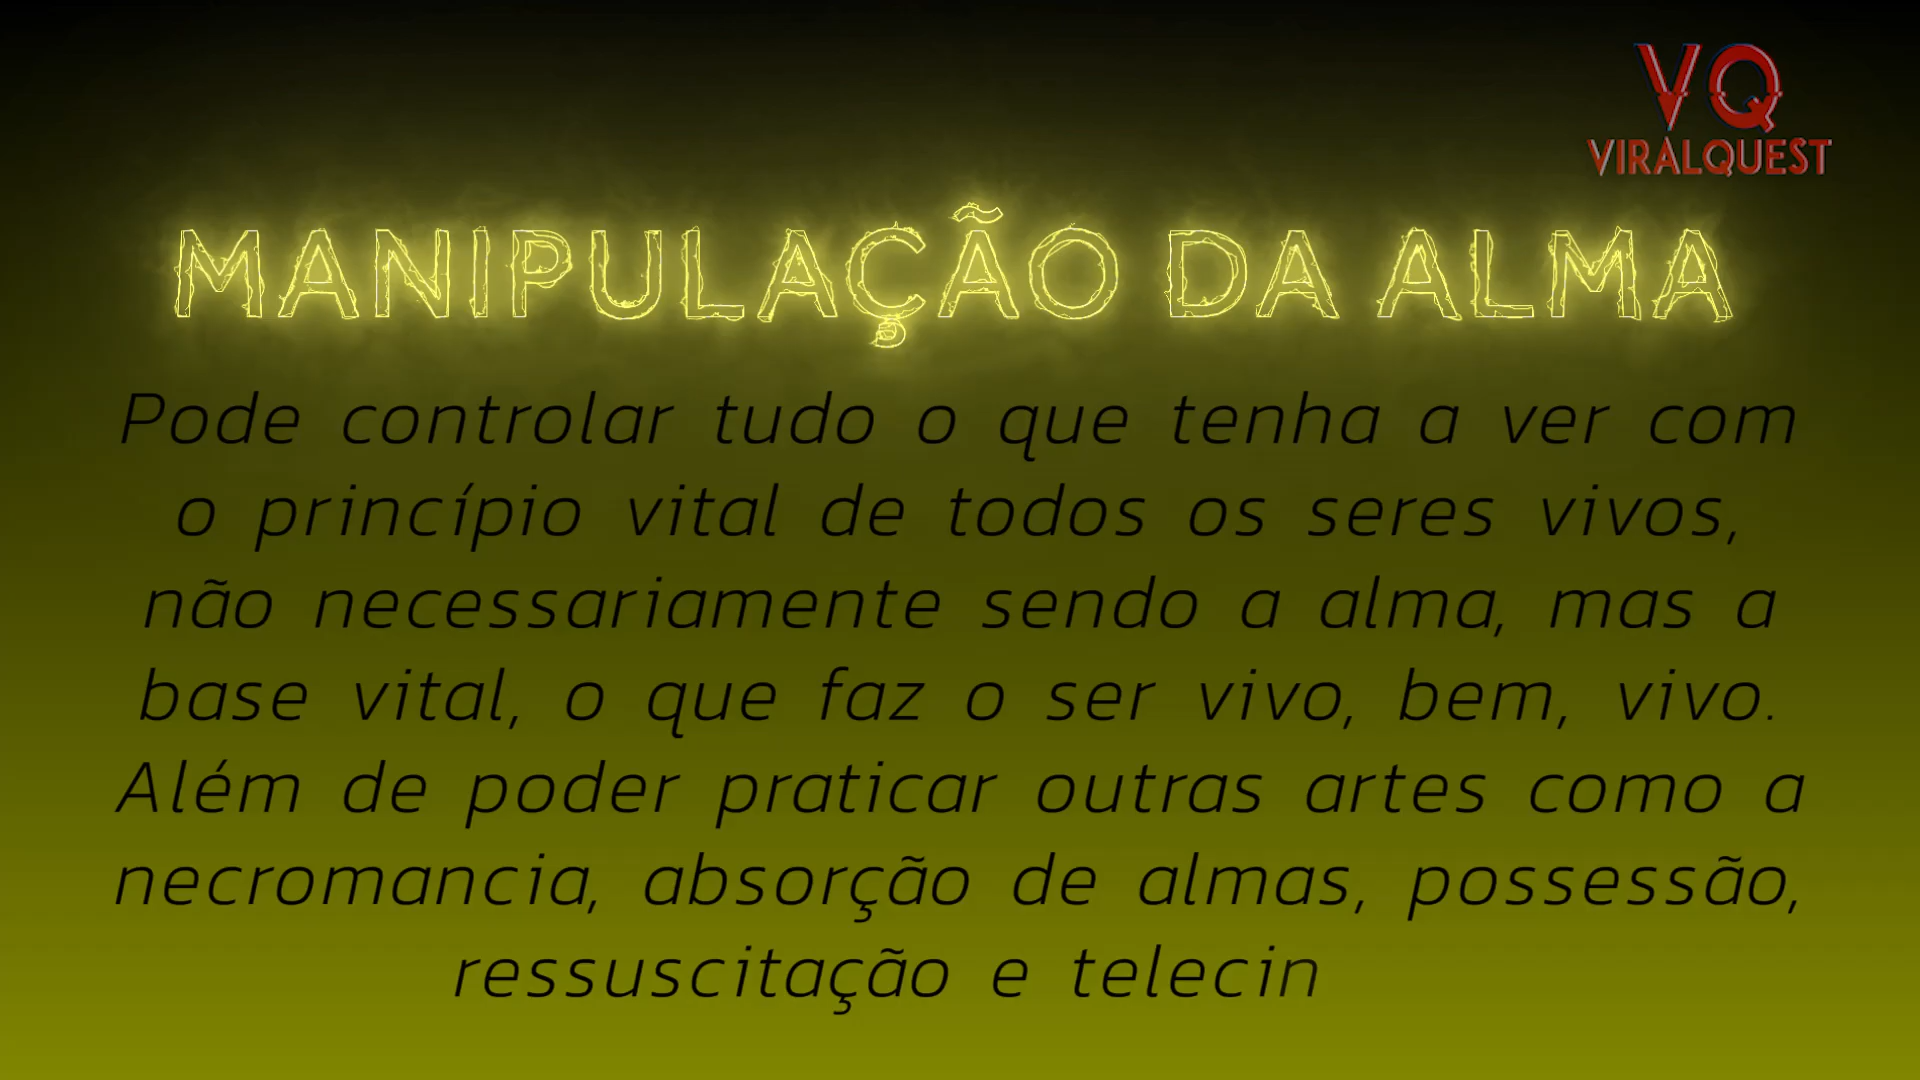 VQ
VIRALQUEST
MANIPULAÇÃO DA ALMA
Pode controlar tudo o que tenha a ver com
o princípio vital de todos os seres vivos,
não necessariamente sendo a alma, mas a
base vital, o que faz o ser vivo, bem, vivo.
Além de poder praticar outras artes como a
necromancia, absorção de almas, possessão,
ressuscitação e telecin